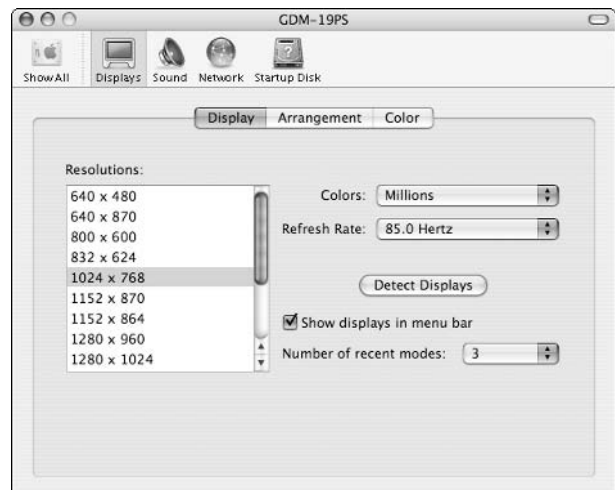 GDM-19PS
Show All
Displays
Sound
Network
Startup Disk
Display
Arrangement
Color
Resolutions:
640 x 480
640 x 870
800 x 600
832 x 624
1024 x 768
1152 x 870
1152 x 864
1280 x 960
1280 x 1024
Colors: Millions
Refresh Rate: 85.0 Hertz
Detect Displays
Show displays in menu bar
Number of recent modes: 3